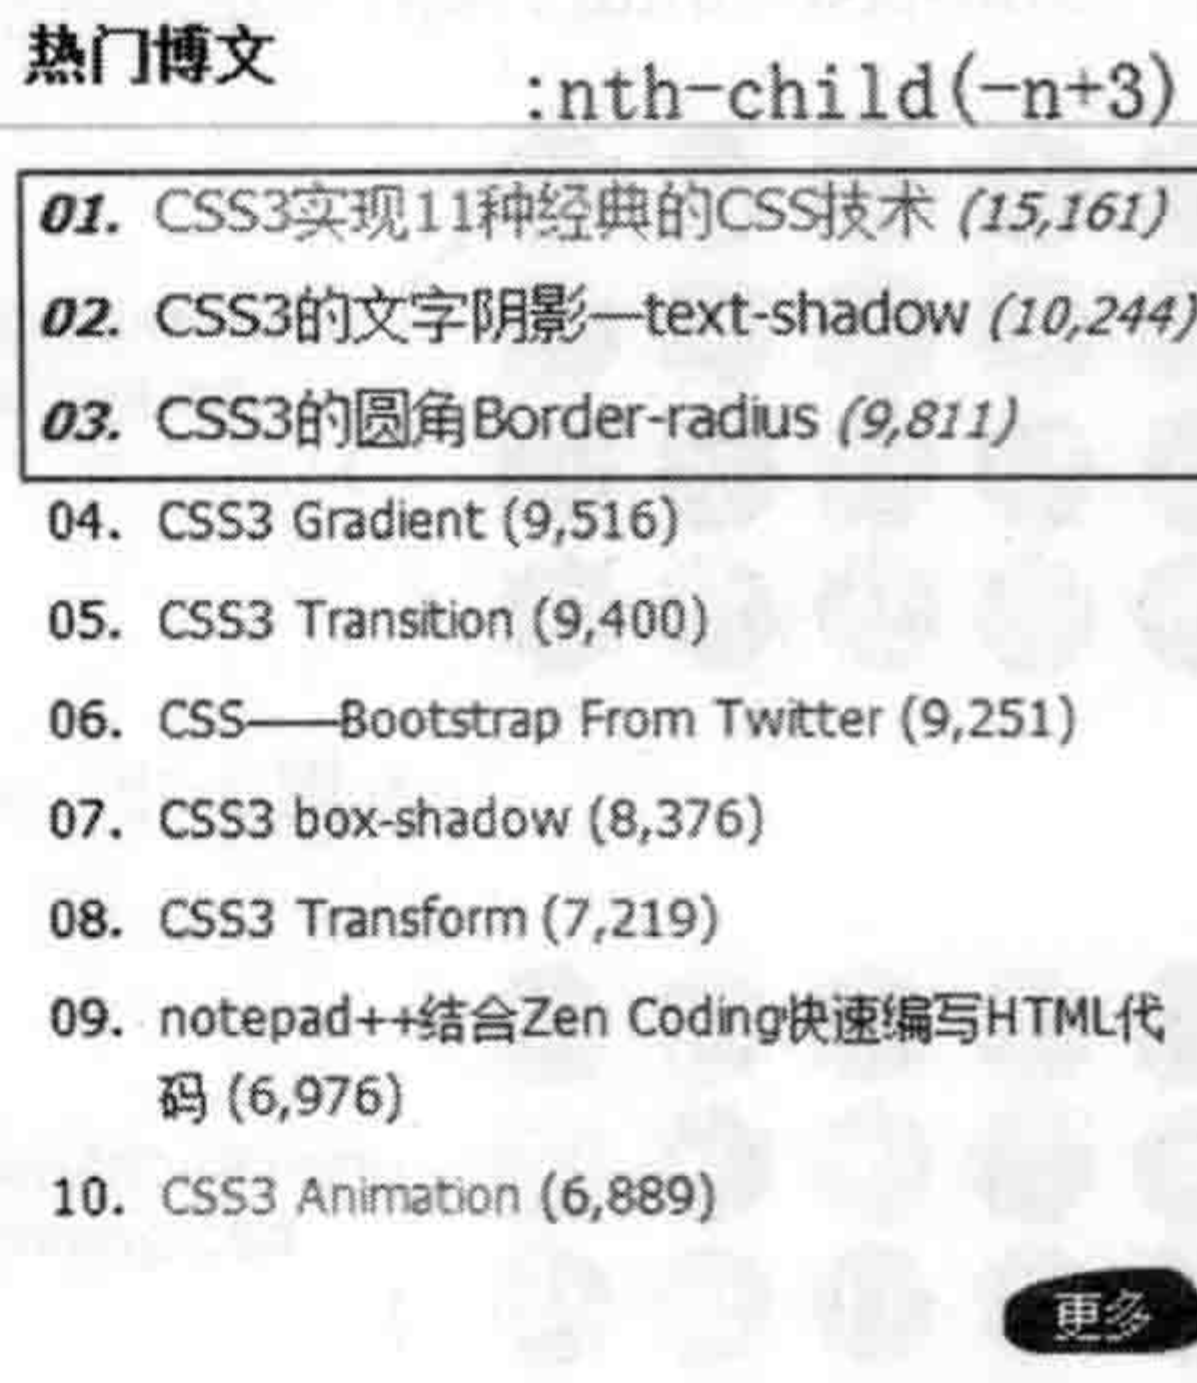 热门博文
:nth-child(-n+3)
01. CSS3实现11种经典的CSS技术 (15,161)
02. CSS3的文字阴影—text-shadow (10,244)
03. CSS3的圆角Border-radius (9,811)
04. CSS3 Gradient (9,516)
05. CSS3 Transition (9,400)
06. CSS——Bootstrap From Twitter (9,251)
07. CSS3 box-shadow (8,376)
08. CSS3 Transform (7,219)
09. notepad++结合Zen Coding快速编写HTML代
码 (6,976)
10. CSS3 Animation (6,889)
更多